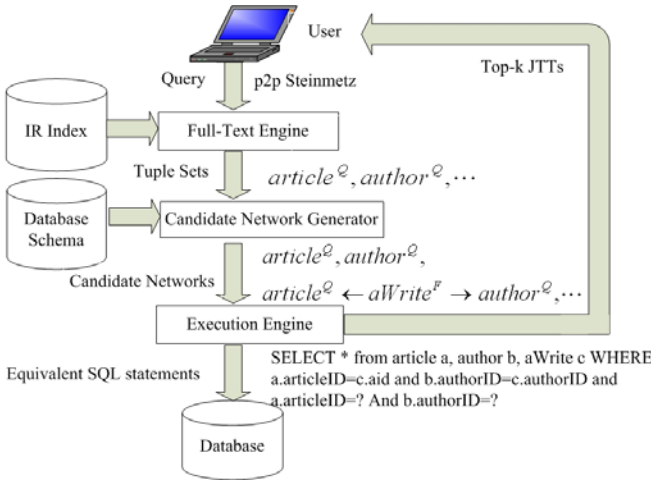 User
Top-k JTTs
Query
p2p Steinmetz
IR Index
Full-Text Engine
Tuple Sets
article^Q, author^Q, ⋯
Database
Schema
Candidate Network Generator
article^Q, author^Q,
Candidate Networks
article^Q ← aWrite^F → author^Q, ⋯
Execution Engine
SELECT * from article a, author b, aWrite c WHERE
a.articleID=c.aid and b.authorID=c.authorID and
a.articleID=? And b.authorID=?
Equivalent SQL statements
Database